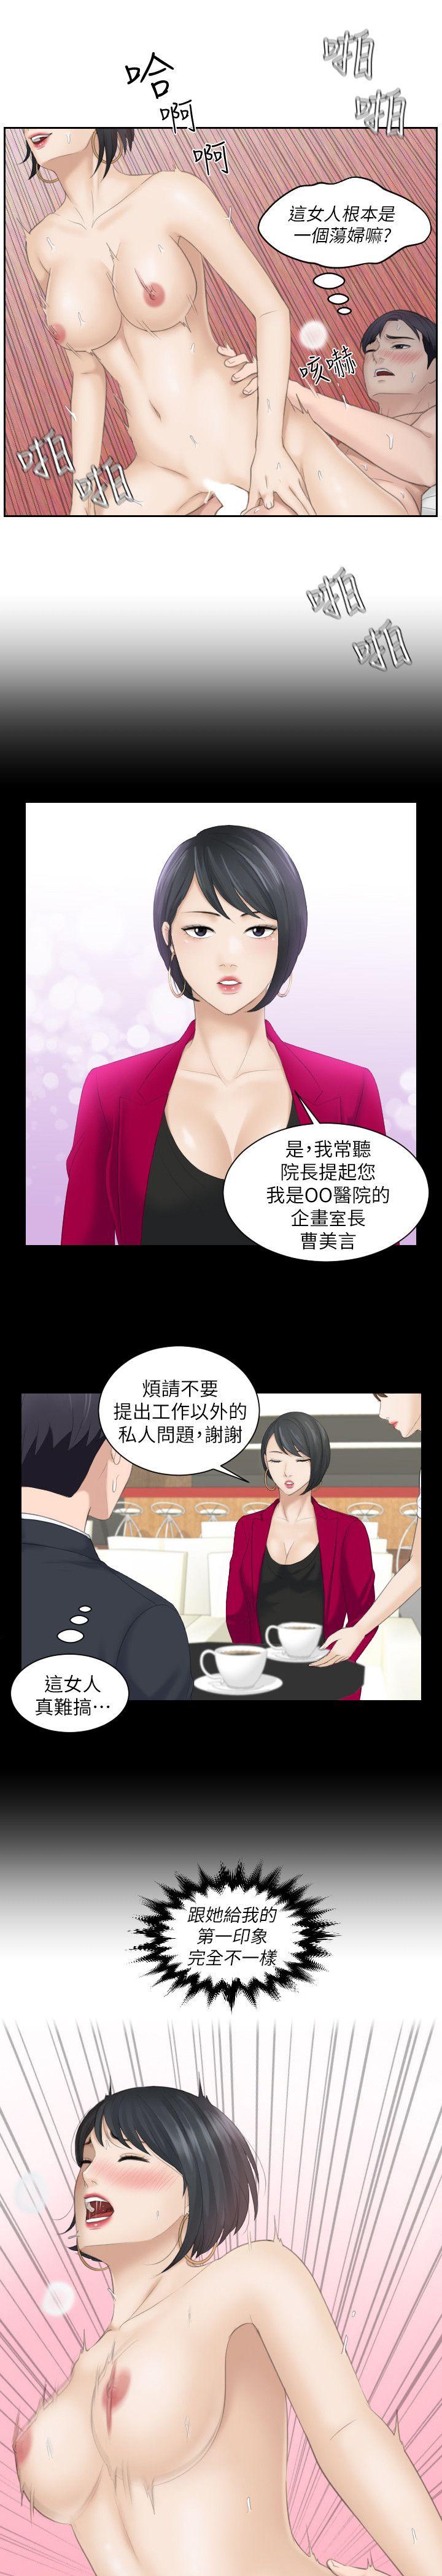 哈
啊
啊
啪
啪
這女人根本是
一個蕩婦嘛?
咳
赫
啪
啪
啪
啪
是,我常聽
院長提起您
我是OO醫院的
企畫室長
曹美言
煩請不要
提出工作以外的
私人問題,謝謝
這女人
真難搞…
跟她給我的
第一印象
完全不一樣